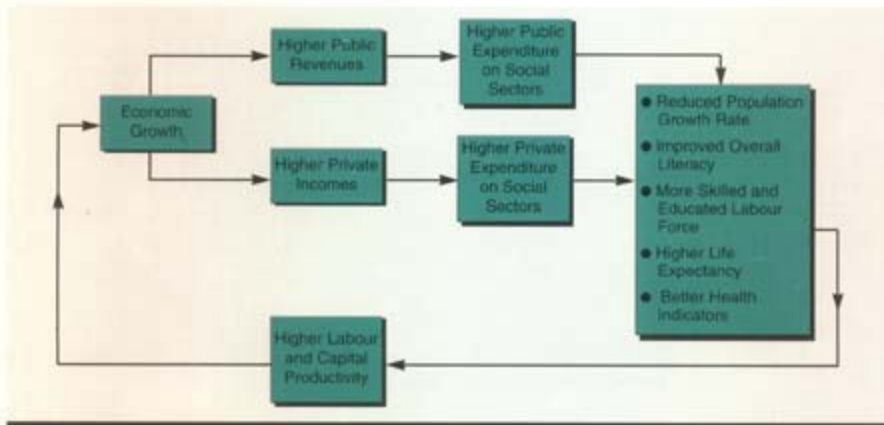 Higher Public
Revenues
Higher Public
Expenditure
on Social
Sectors
Economic
Growth
Higher Private
Incomes
Higher Private
Expenditure
on Social
Sectors
● Reduced Population
Growth Rate
● Improved Overall
Literacy
● More Skilled and
Educated Labour
Force
● Higher Life
Expectancy
● Better Health
indicators
Higher Labour
and Capital
Productivity